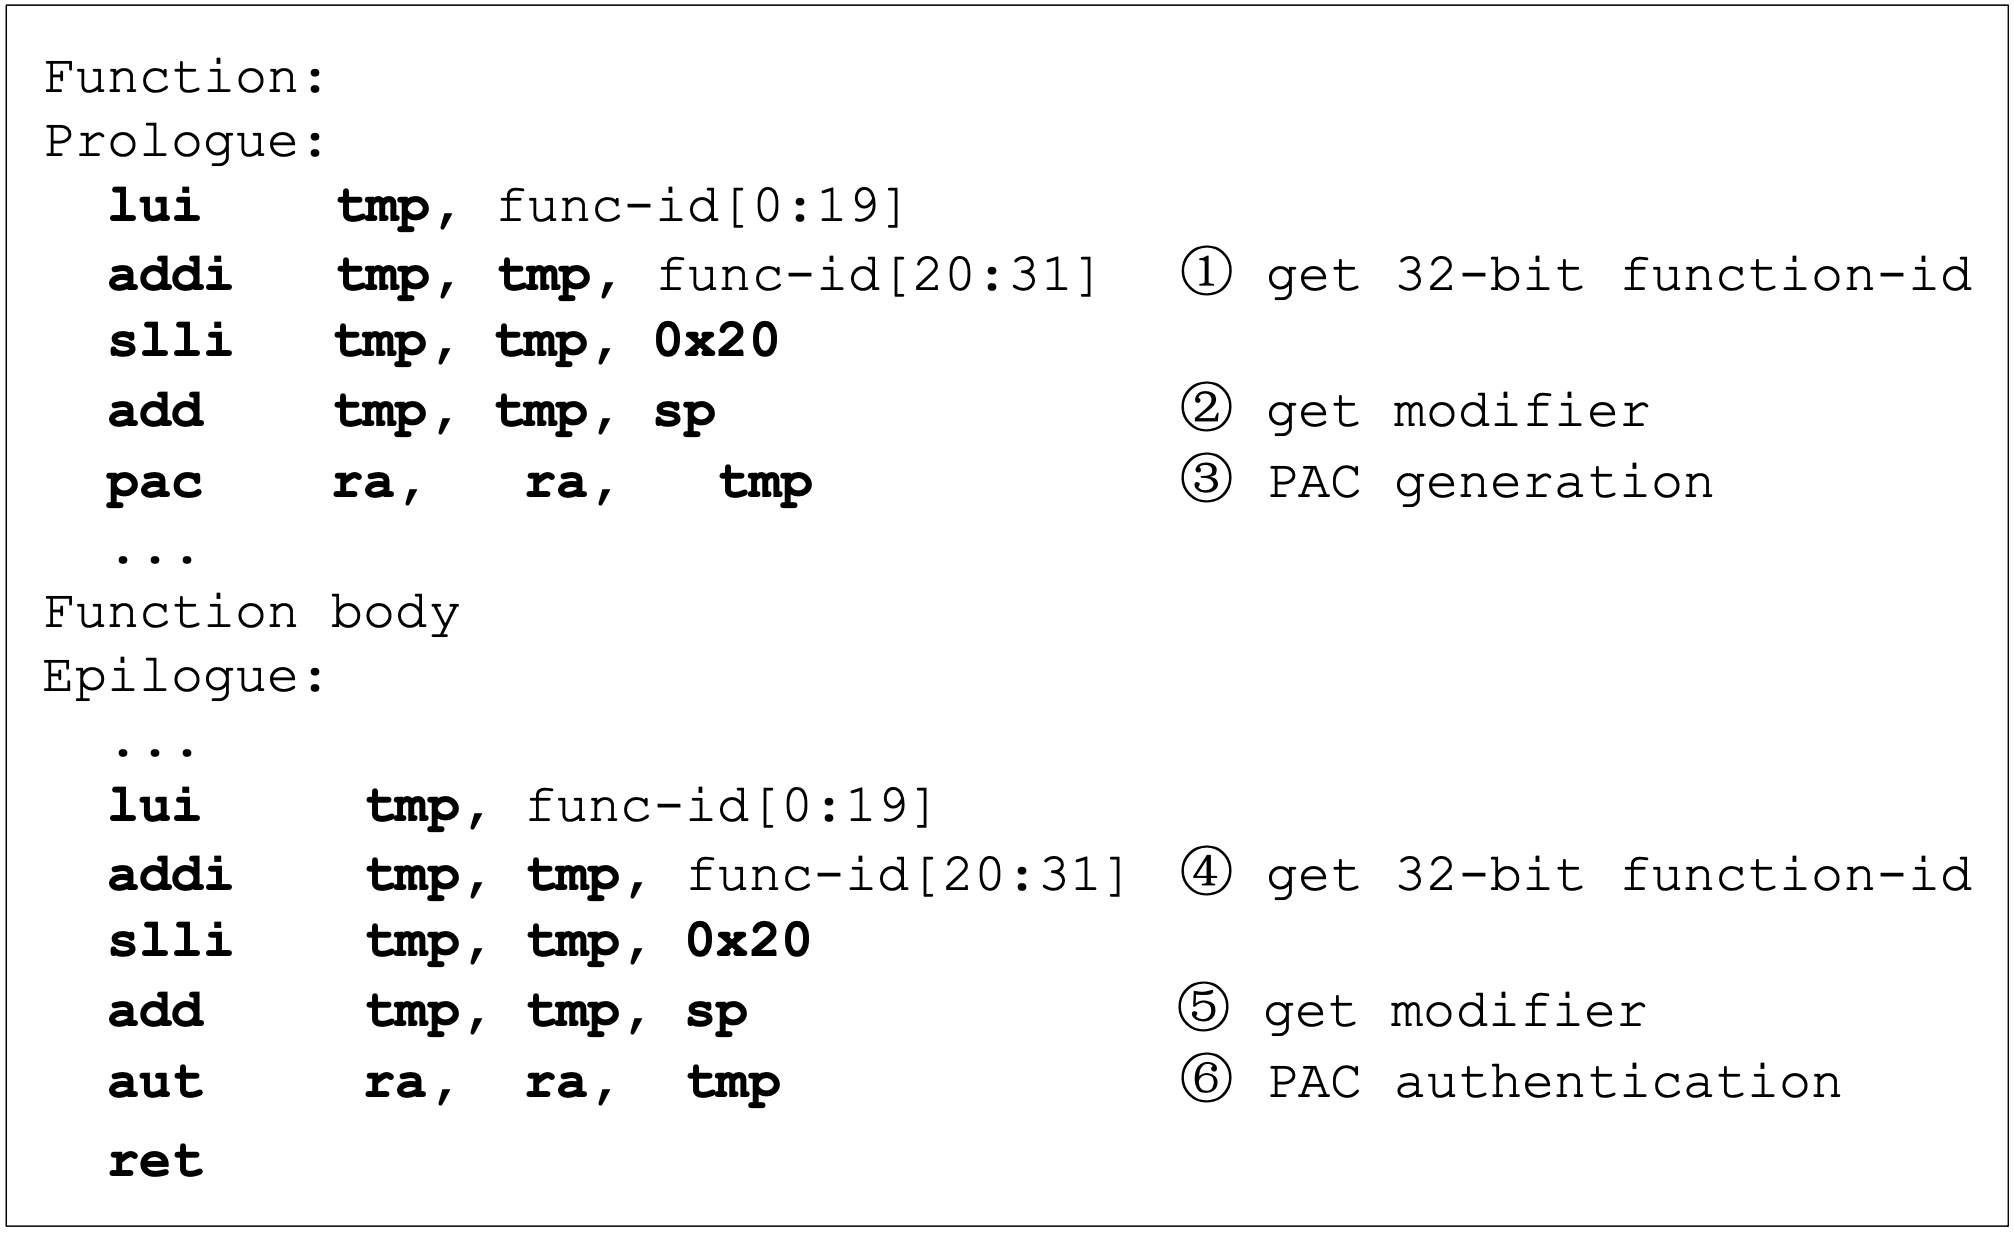 Function:
Prologue:
lui tmp, func-id[0:19]
addi tmp, tmp, func-id[20:31] ① get 32-bit function-id
slli tmp, tmp, 0x20
add tmp, tmp, sp ② get modifier
pac ra, ra, tmp ③ PAC generation
...
Function body
Epilogue:
...
lui tmp, func-id[0:19]
addi tmp, tmp, func-id[20:31] ④ get 32-bit function-id
slli tmp, tmp, 0x20
add tmp, tmp, sp ⑤ get modifier
aut ra, ra, tmp ⑥ PAC authentication
ret